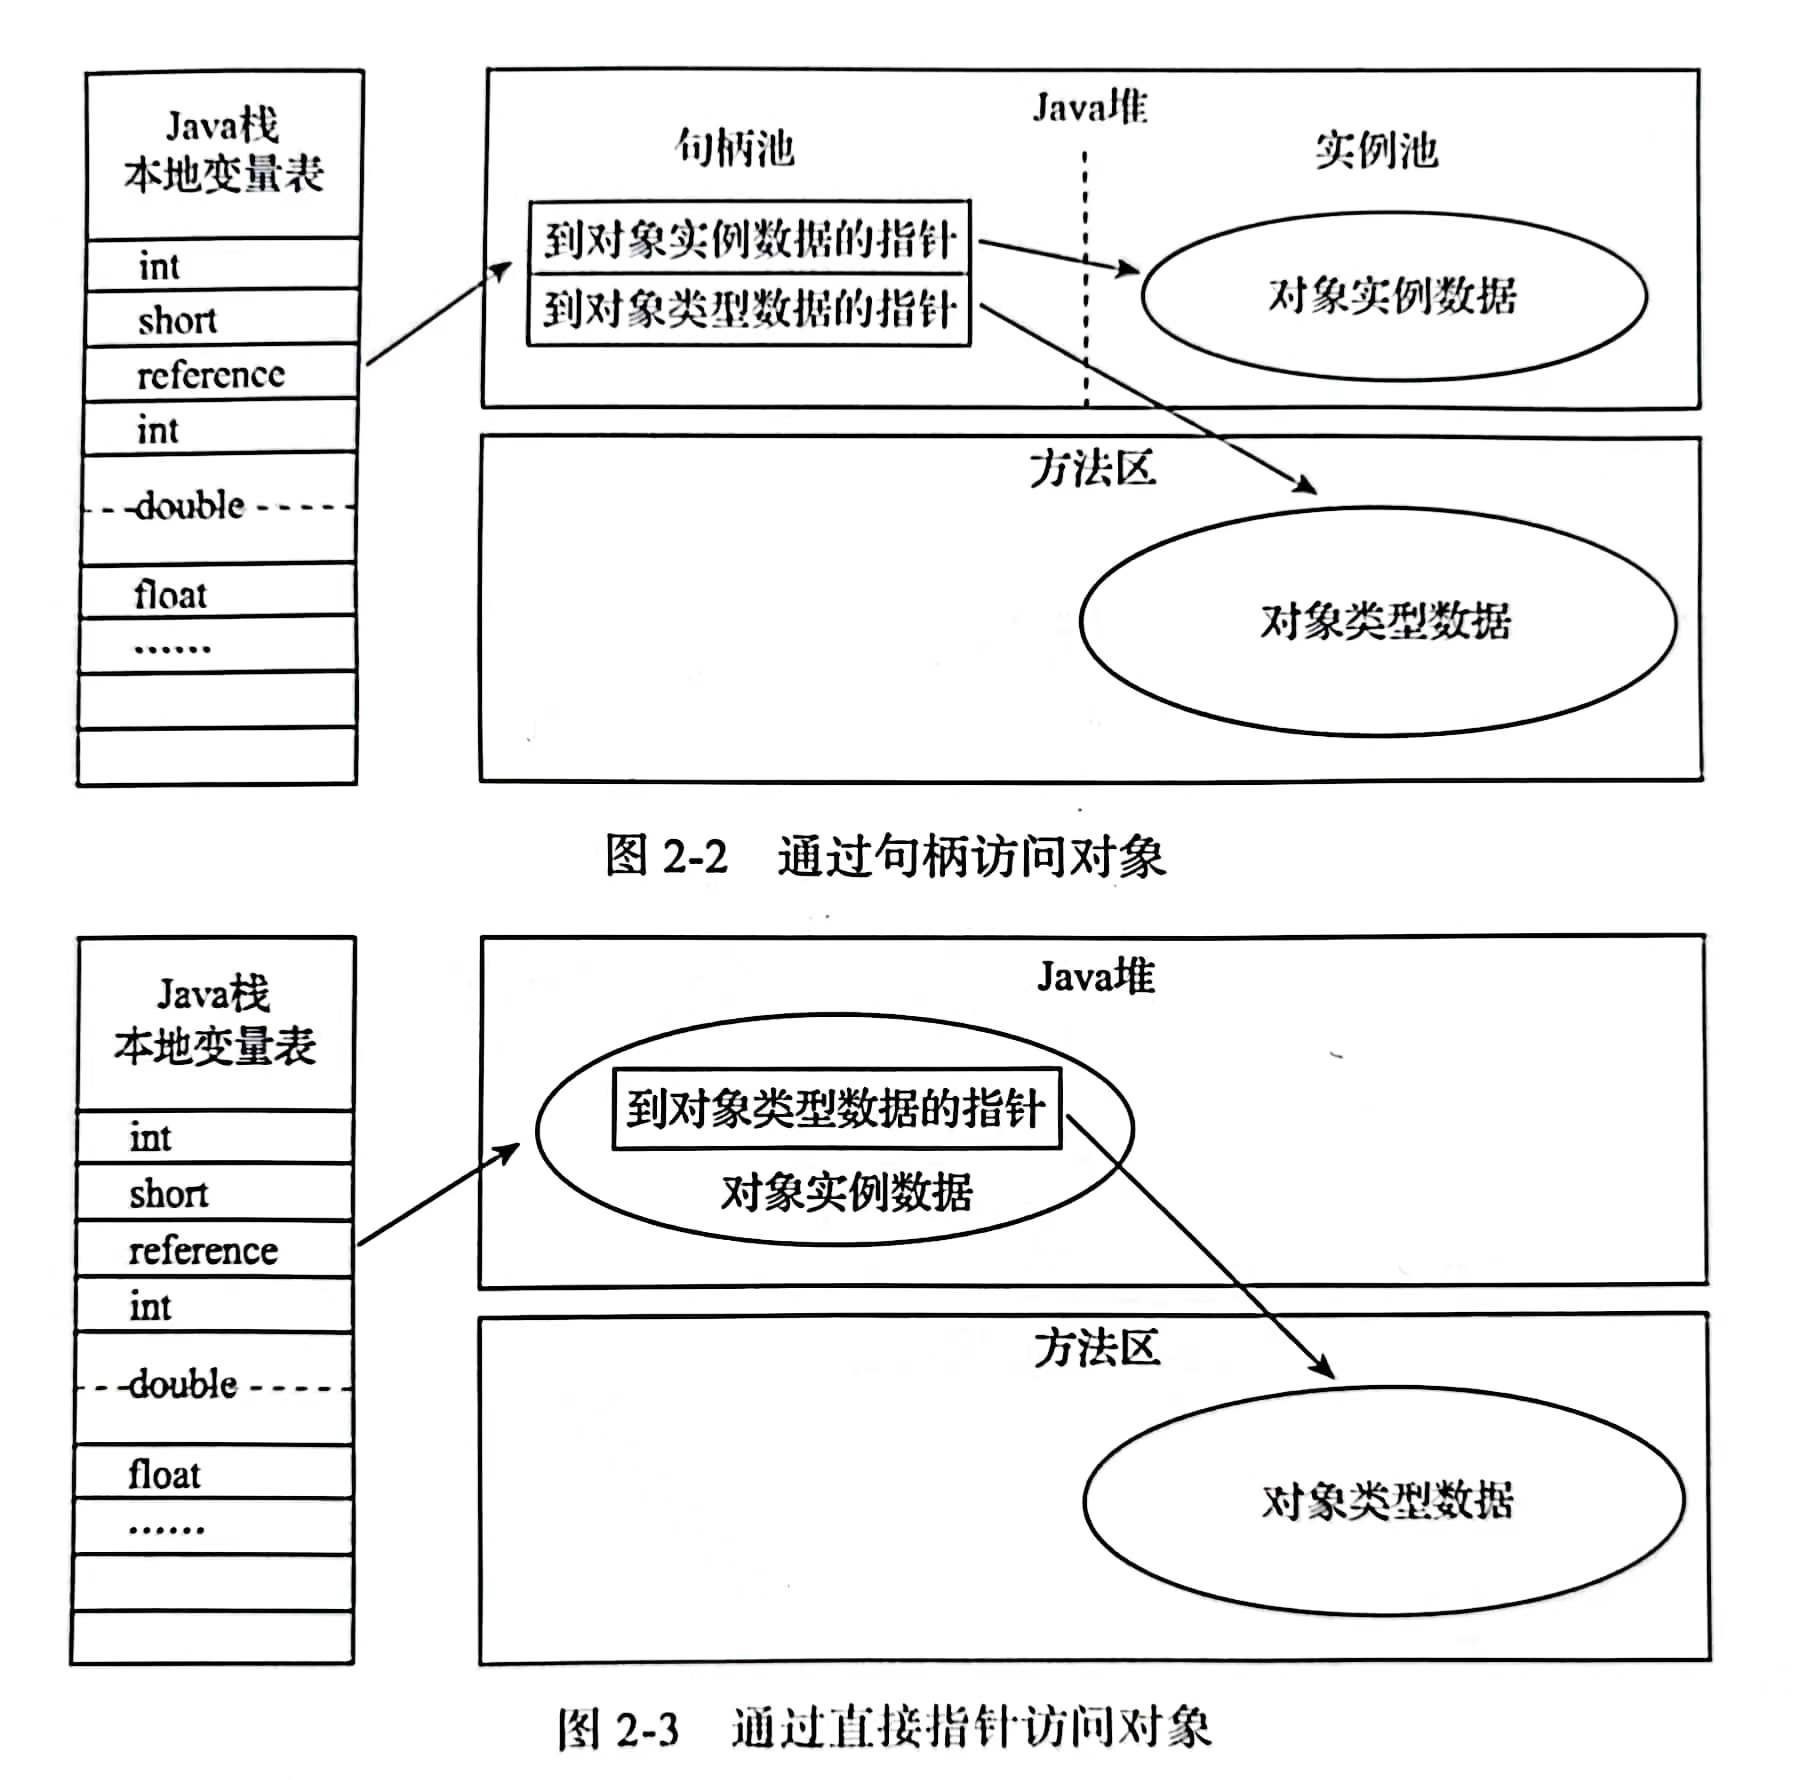 Java栈
本地变量表
int
short
reference
int
double
float
……
Java堆
句柄池
实例池
到对象实例数据的指针
到对象类型数据的指针
对象实例数据
方法区
对象类型数据
图 2-2 通过句柄访问对象
Java栈
本地变量表
int
short
reference
int
double
float
……
Java堆
到对象类型数据的指针
对象实例数据
方法区
对象类型数据
图 2-3 通过直接指针访问对象